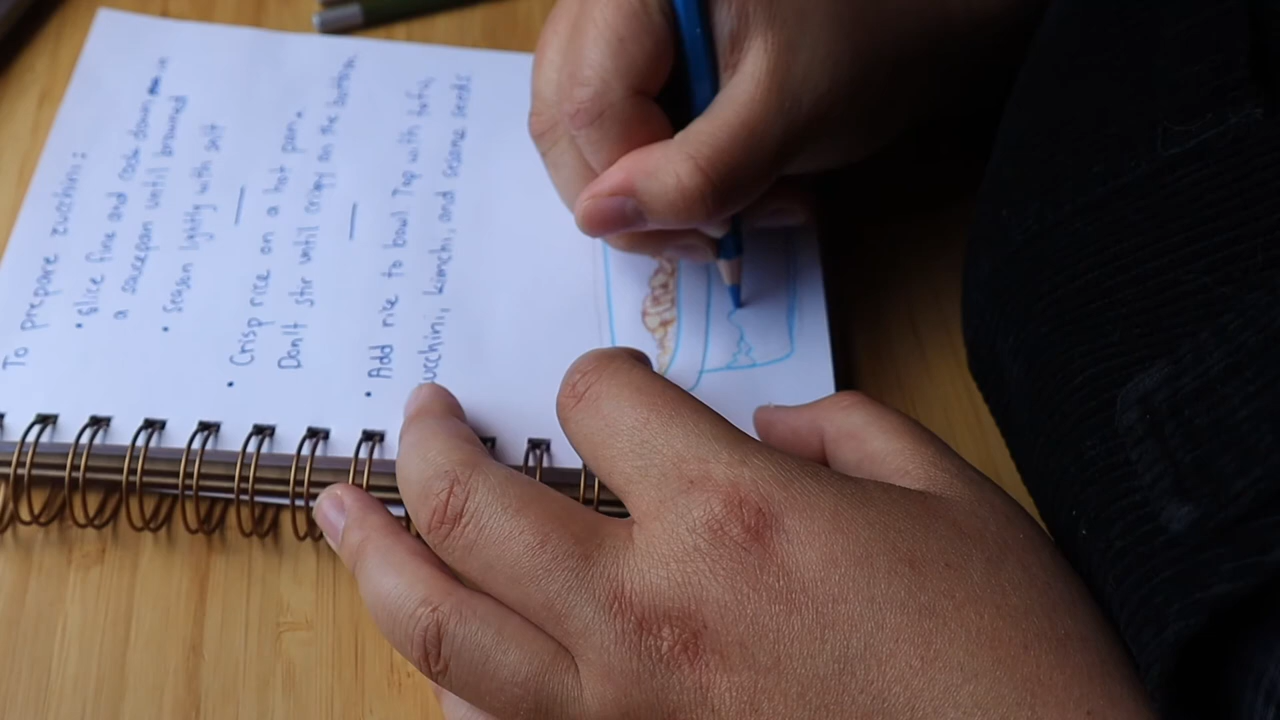 To prepare zuchini:
• Slice fine and cook down in
a saucepan until browned
• season lightly with salt
• Crisp rice on a hot pan.
Don't stir until crispy on the bottom
• Add rice to bowl. Top with tofu,
zucchini, kimchi, and sesame seeds